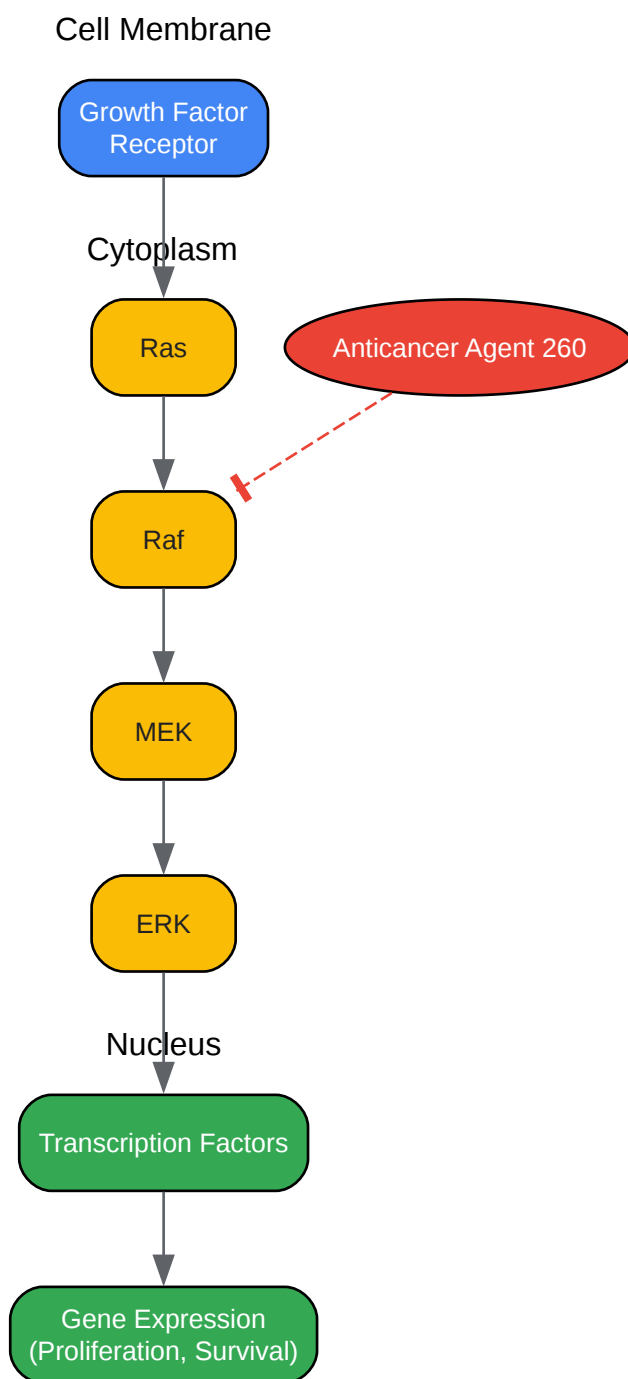 Cell Membrane
Growth Factor
Receptor
Cytoplasm
Ras
Anticancer Agent 260
Raf
MEK
ERK
Nucleus
Transcription Factors
Gene Expression
(Proliferation, Survival)